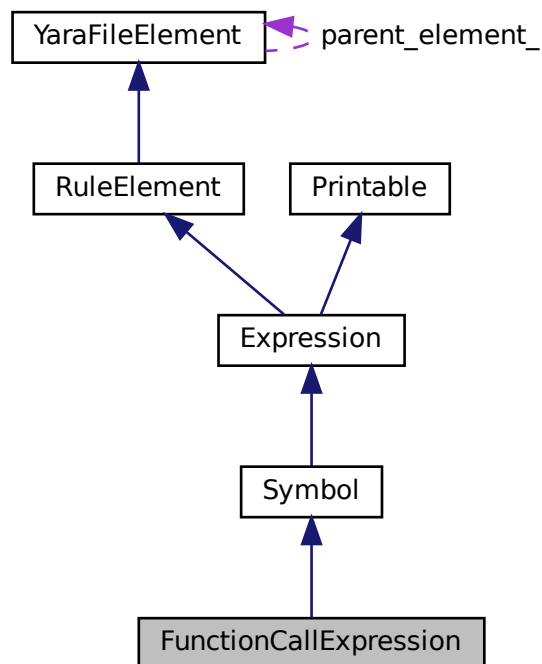 YaraFileElement
parent_element_
RuleElement
Printable
Expression
Symbol
FunctionCallExpression